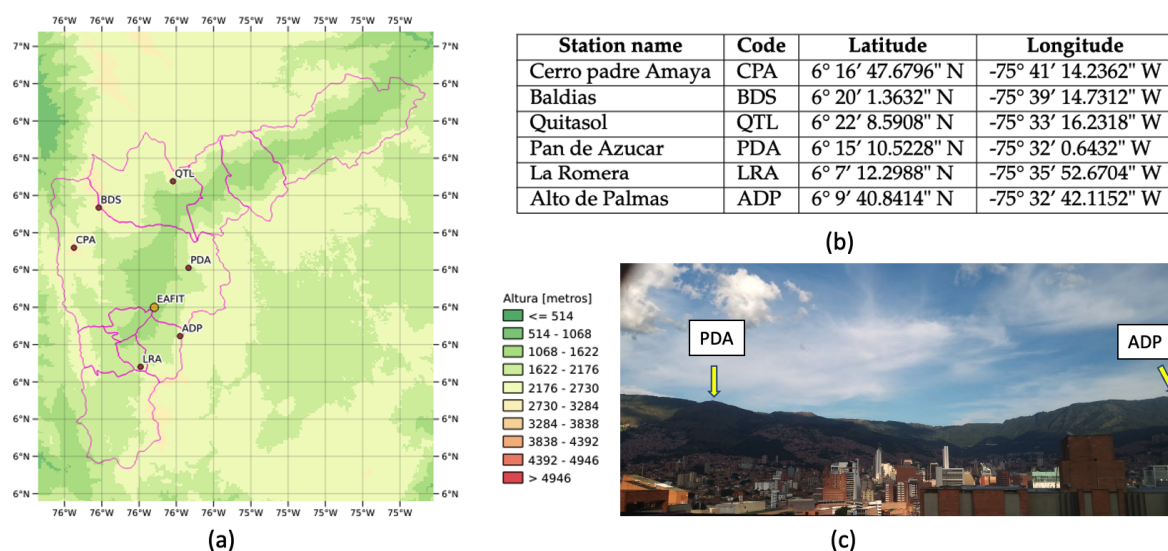 76°W 76°W 76°W 76°W 76°W 75°W 75°W 75°W 75°W 75°W
7°N 7°N
6°N 6°N
6°N 6°N
6°N 6°N
QTL
6°N 6°N
BDS
6°N 6°N
CPA
PDA
6°N 6°N
EAFIT
6°N 6°N
ADP
LRA
6°N 6°N
6°N 6°N
6°N 6°N
6°N 6°N
6°N 6°N
76°W 76°W 76°W 76°W 76°W 75°W 75°W 75°W 75°W 75°W
(a)
Altura [metros]
<= 514
514 - 1068
1068 - 1622
1622 - 2176
2176 - 2730
2730 - 3284
3284 - 3838
3838 - 4392
4392 - 4946
> 4946
Station name Code Latitude Longitude
Cerro padre Amaya CPA 6° 16′ 47.6796" N -75° 41′ 14.2362" W
Baldias BDS 6° 20′ 1.3632" N -75° 39′ 14.7312" W
Quitasol QTL 6° 22′ 8.5908" N -75° 33′ 16.2318" W
Pan de Azucar PDA 6° 15′ 10.5228" N -75° 32′ 0.6432" W
La Romera LRA 6° 7′ 12.2988" N -75° 35′ 52.6704" W
Alto de Palmas ADP 6° 9′ 40.8414" N -75° 32′ 42.1152" W
(b)
PDA
ADP
(c)